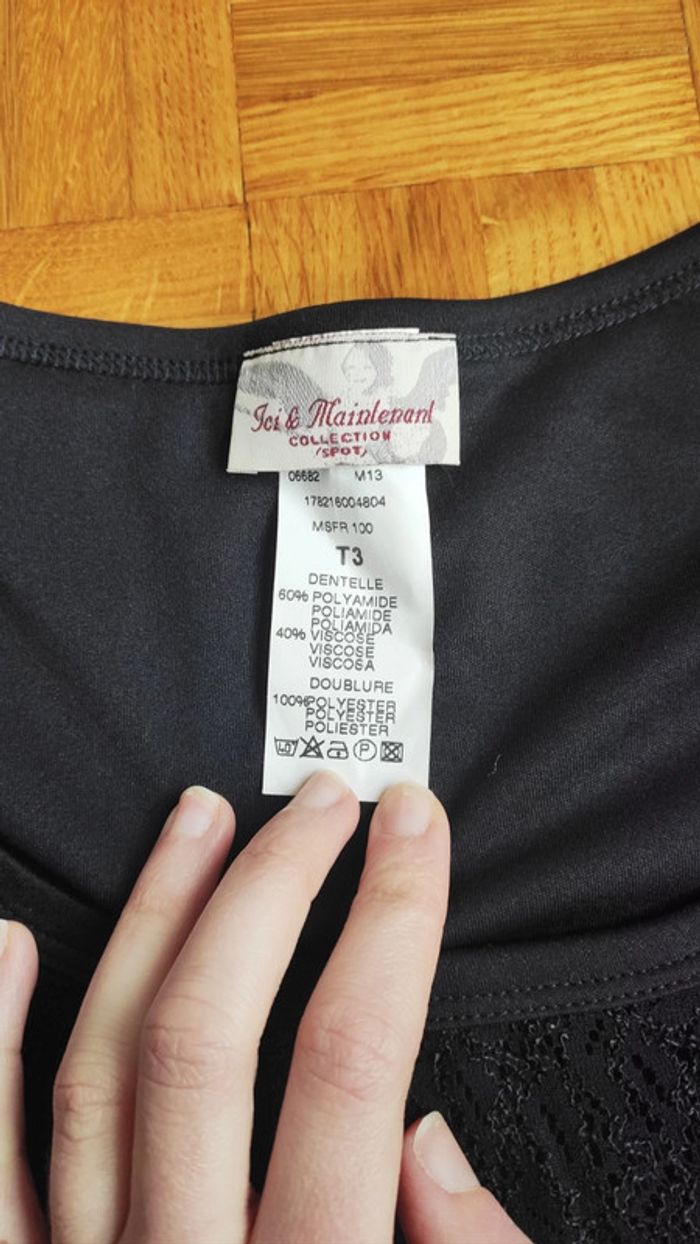 Ici & Maintenant
COLLECTION
(SPOT)
06682 M13
178216004804
MSFR 100
T3
DENTELLE
60% POLYAMIDE
POLIAMIDE
POLIAMIDA
40% VISCOSE
VISCOSE
VISCOSA
DOUBLURE
100% POLYESTER
POLYESTER
POLIESTER
40 P